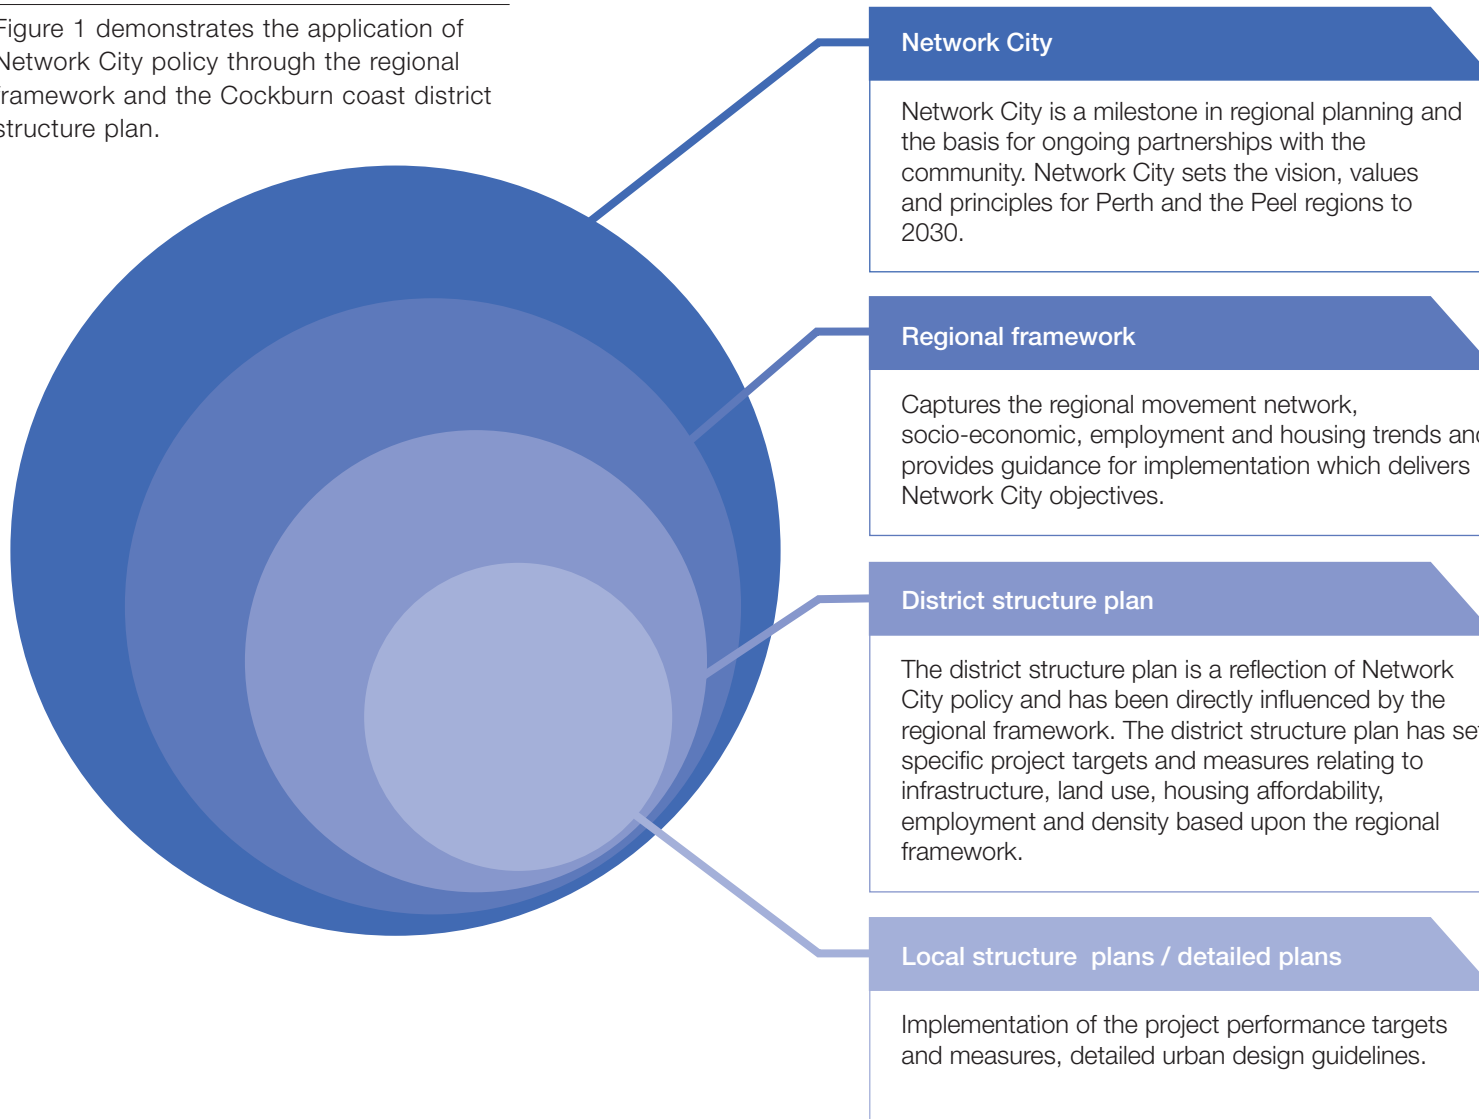 Figure 1 demonstrates the application of
Network City policy through the regional
framework and the Cockburn coast district
structure plan.
Network City
Network City is a milestone in regional planning and
the basis for ongoing partnerships with the
community. Network City sets the vision, values
and principles for Perth and the Peel regions to
2030.
Regional framework
Captures the regional movement network,
socio-economic, employment and housing trends and
provides guidance for implementation which delivers
Network City objectives.
District structure plan
The district structure plan is a reflection of Network
City policy and has been directly influenced by the
regional framework. The district structure plan has set
specific project targets and measures relating to
infrastructure, land use, housing affordability,
employment and density based upon the regional
framework.
Local structure plans / detailed plans
Implementation of the project performance targets
and measures, detailed urban design guidelines.